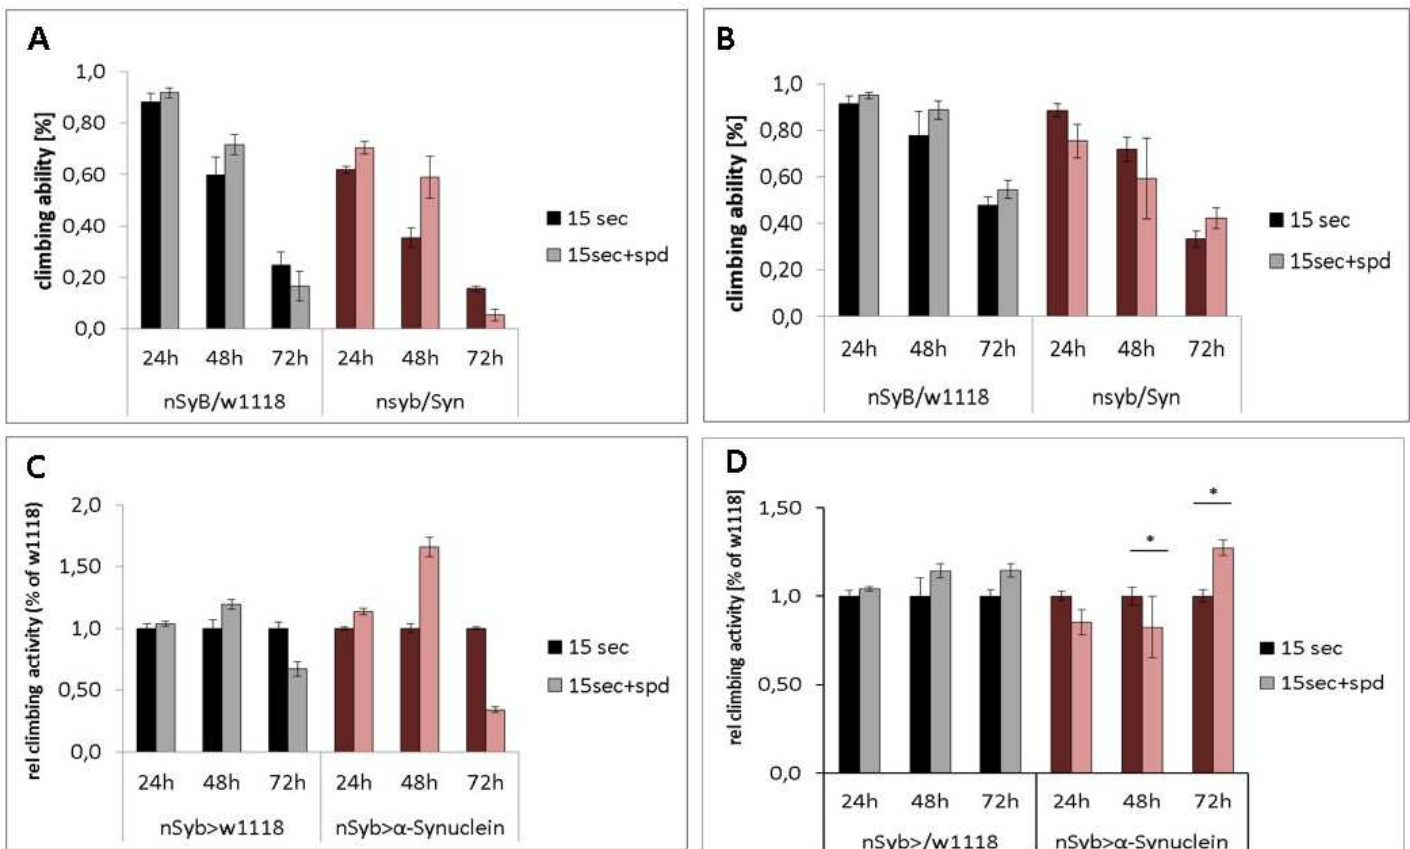 A
climbing ability [%]
1,0
0,80
0,60
0,40
0,20
0,0
24h 48h 72h 24h 48h 72h
nSyB/w1118 nsyb/Syn
15 sec
15sec+spd
B
climbing ability [%]
1,0
0,80
0,60
0,40
0,20
0,0
24h 48h 72h 24h 48h 72h
nSyB/w1118 nsyb/Syn
15 sec
15sec+spd
C
rel climbing activity (% of w1118)
2,0
1,50
1,0
0,50
0,0
24h 48h 72h 24h 48h 72h
nSyb>w1118 nSyb>α-Synuclein
15 sec
15sec+spd
D
rel climbing activity [% of w1118]
1,50
1,0
0,50
0,0
* *
24h 48h 72h 24h 48h 72h
nSyb>/w1118 nSyb>α-Synuclein
15 sec
15sec+spd